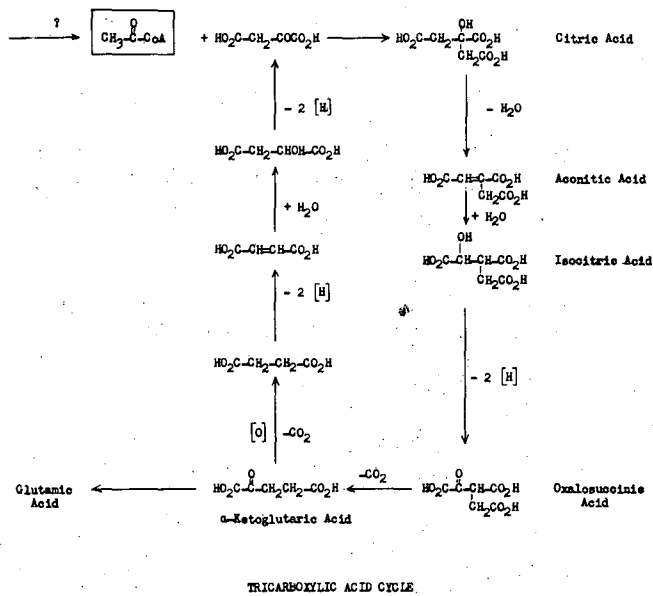 ?
O
CH3-C-COA + HO2C-CH2-COCO2H
OH
HO2C-CH2-C-CO2H
CH2CO2H
Citric Acid
- 2 [H]
- H2O
HO2C-CH2-CHOH-CO2H
HO2C-CH=C-CO2H
CH2CO2H
Aconitic Acid
+ H2O
+ H2O
OH
HO2C-CH-CH-CO2H
CH2CO2H
Isocitric Acid
HO2C-CH=CH-CO2H
- 2 [H]
HO2C-CH2-CH2-CO2H
- 2 [H]
[O] -CO2
Glutamic
Acid
O
HO2C-C-CH2CH2-CO2H
α-Ketoglutaric Acid
-CO2
O
HO2C-C-CH-CO2H
CH2CO2H
Oxalosuccinis
Acid
TRICARBOXYLIC ACID CYCLE